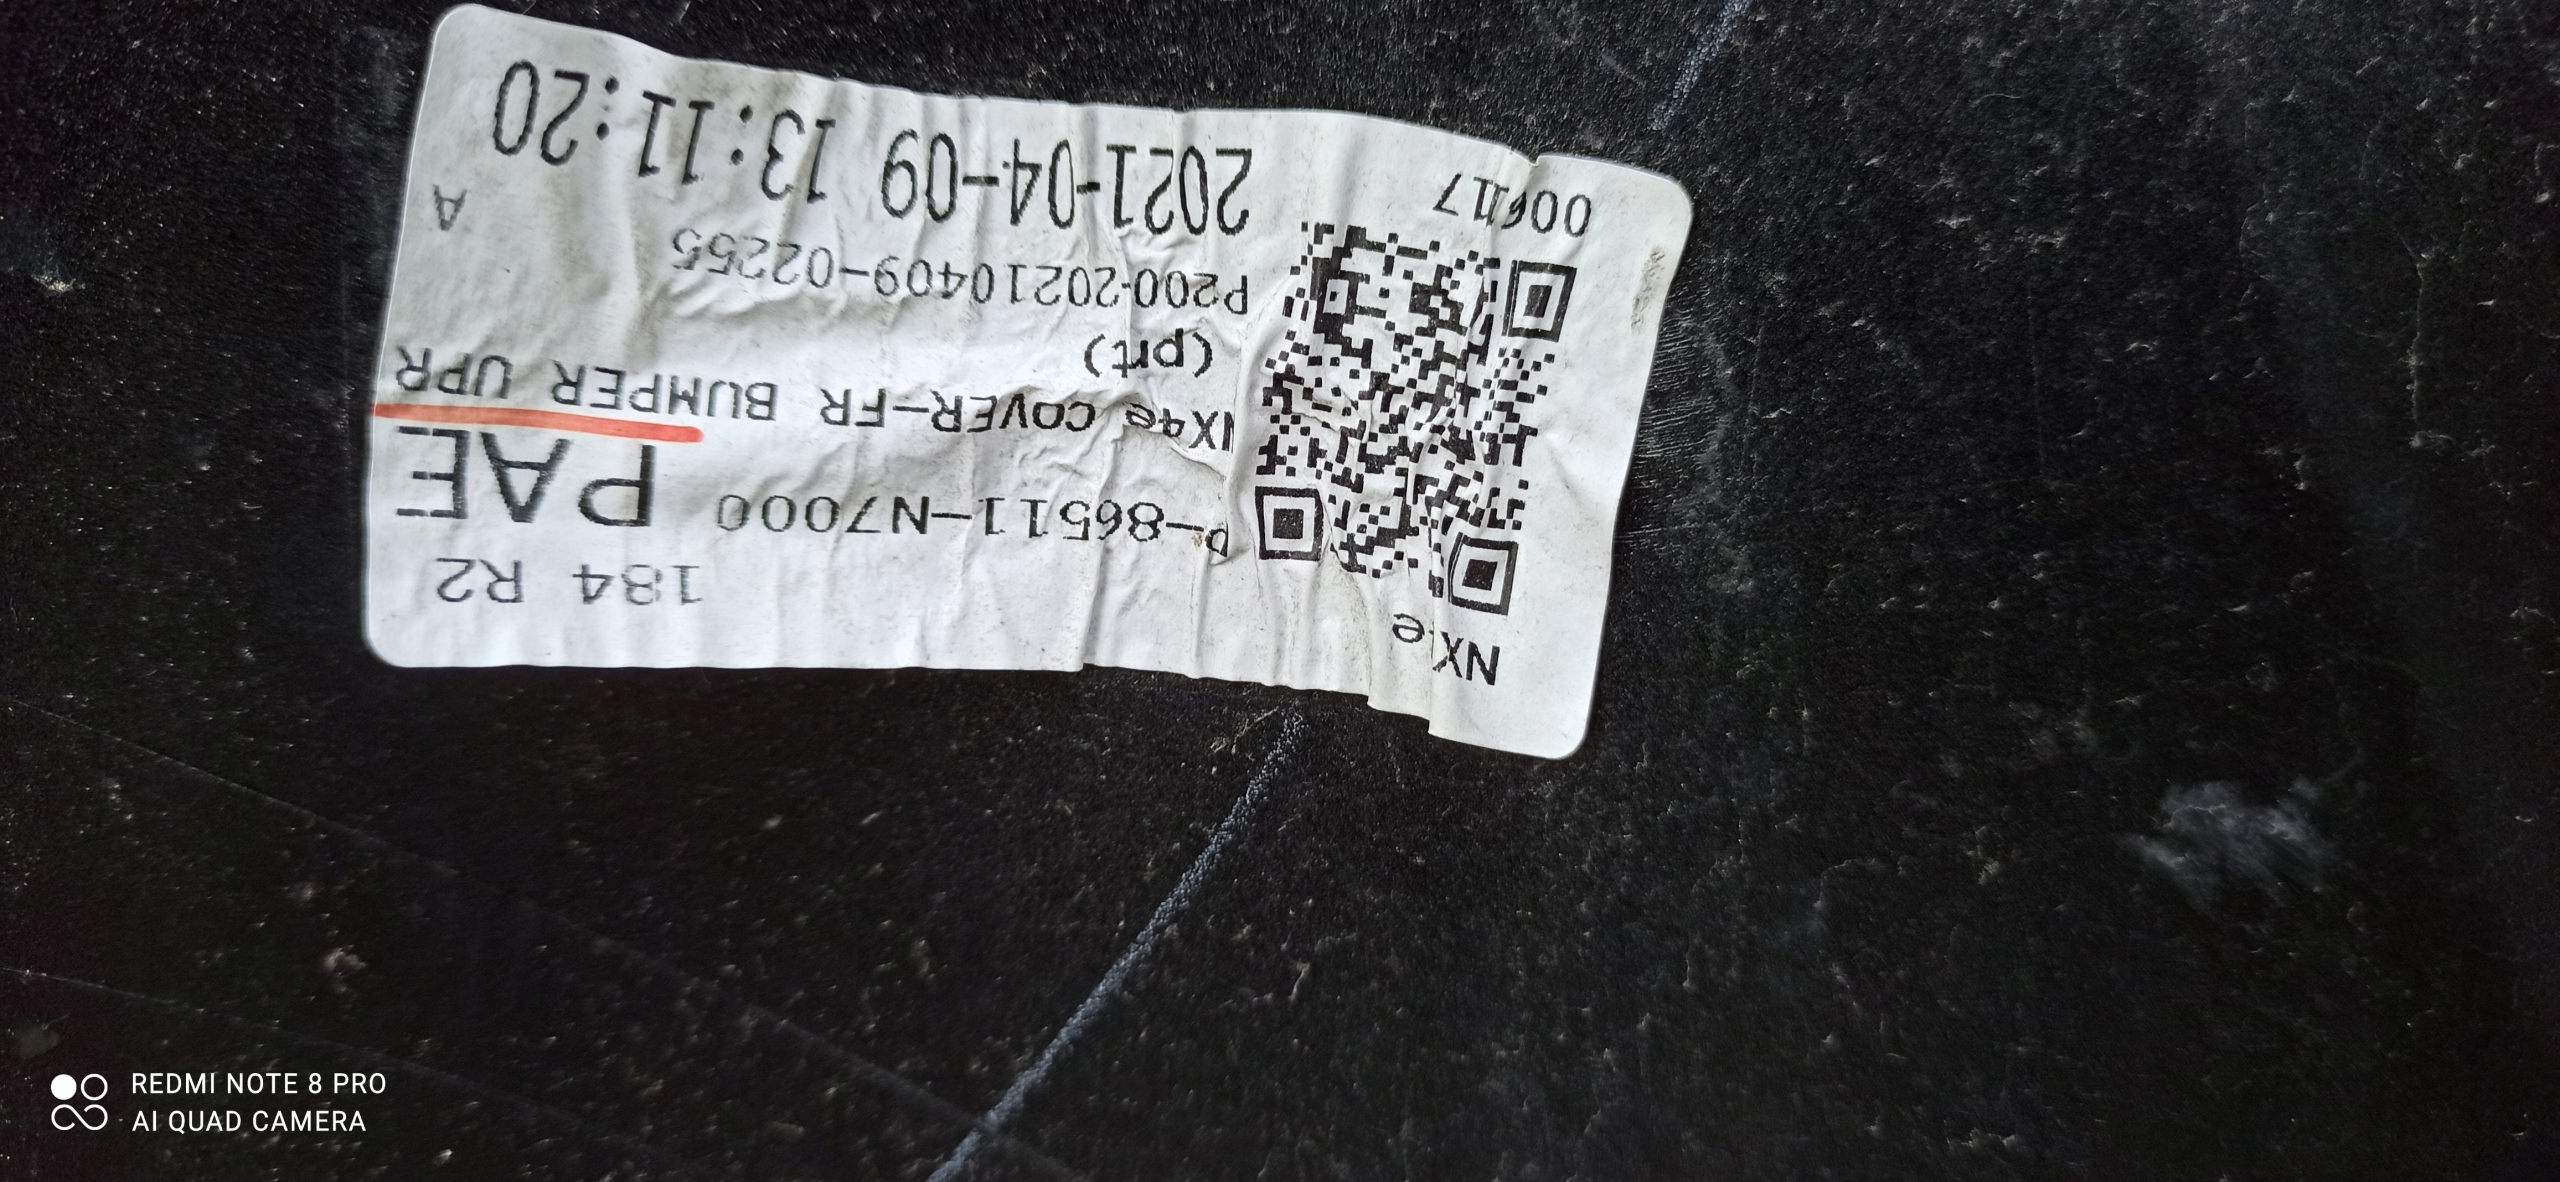 NX4e
184 R2
P-86511-N7000 PAE
NX4e COVER-FR BUMPER UPR
(prt)
P200-20210409-02255
A
006117
2021-04-09 13:11:20
REDMI NOTE 8 PRO
AI QUAD CAMERA